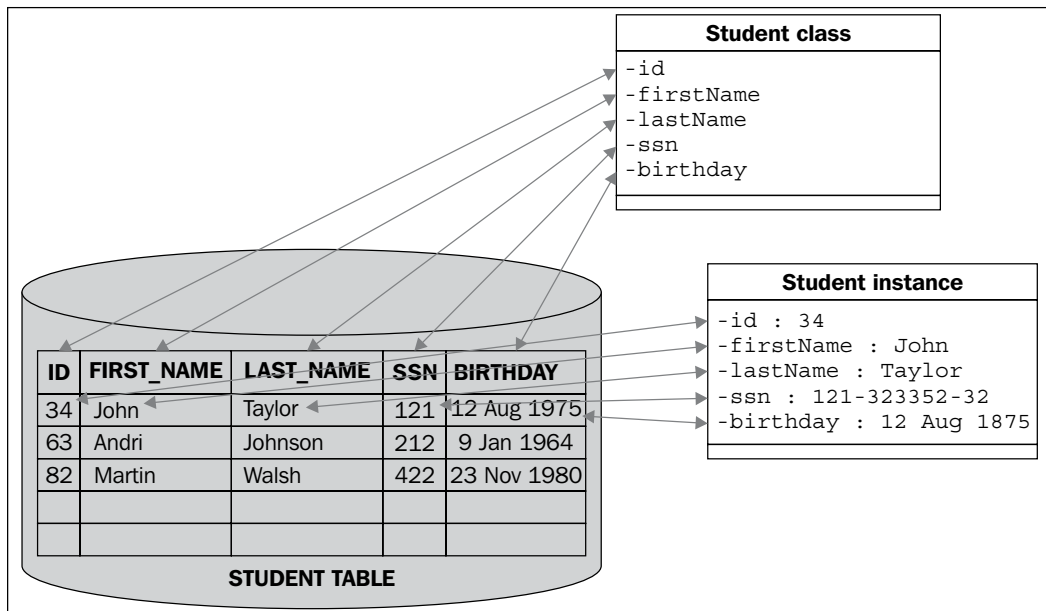 Student class
-id
-firstName
-lastName
-ssn
-birthday
Student instance
-id : 34
-firstName : John
-lastName : Taylor
-ssn : 121-323352-32
-birthday : 12 Aug 1875
ID FIRST_NAME LAST_NAME SSN BIRTHDAY
34 John Taylor 121 12 Aug 1975
63 Andri Johnson 212 9 Jan 1964
82 Martin Walsh 422 23 Nov 1980
STUDENT TABLE